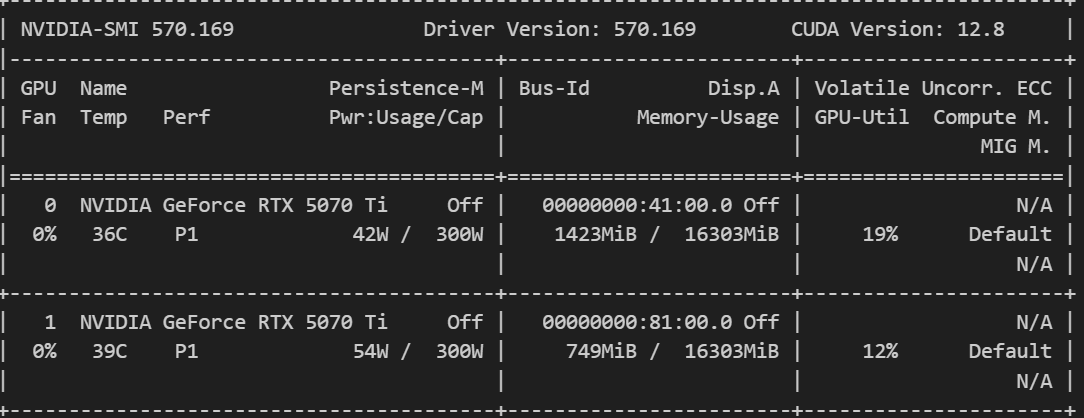 +-----------------------------------------------------------------------------------------+
| NVIDIA-SMI 570.169                Driver Version: 570.169        CUDA Version: 12.8     |
|-----------------------------------------+------------------------+----------------------+
| GPU  Name                 Persistence-M | Bus-Id          Disp.A | Volatile Uncorr. ECC |
| Fan  Temp   Perf          Pwr:Usage/Cap |           Memory-Usage | GPU-Util  Compute M. |
|                                         |                        |               MIG M. |
|=========================================+========================+======================|
|   0  NVIDIA GeForce RTX 5070 Ti     Off |   00000000:41:00.0 Off |                  N/A |
|  0%   36C    P1             42W /  300W |    1423MiB /  16303MiB |     19%      Default |
|                                         |                        |                  N/A |
+-----------------------------------------+------------------------+----------------------+
|   1  NVIDIA GeForce RTX 5070 Ti     Off |   00000000:81:00.0 Off |                  N/A |
|  0%   39C    P1             54W /  300W |     749MiB /  16303MiB |     12%      Default |
|                                         |                        |                  N/A |
+-----------------------------------------+------------------------+----------------------+